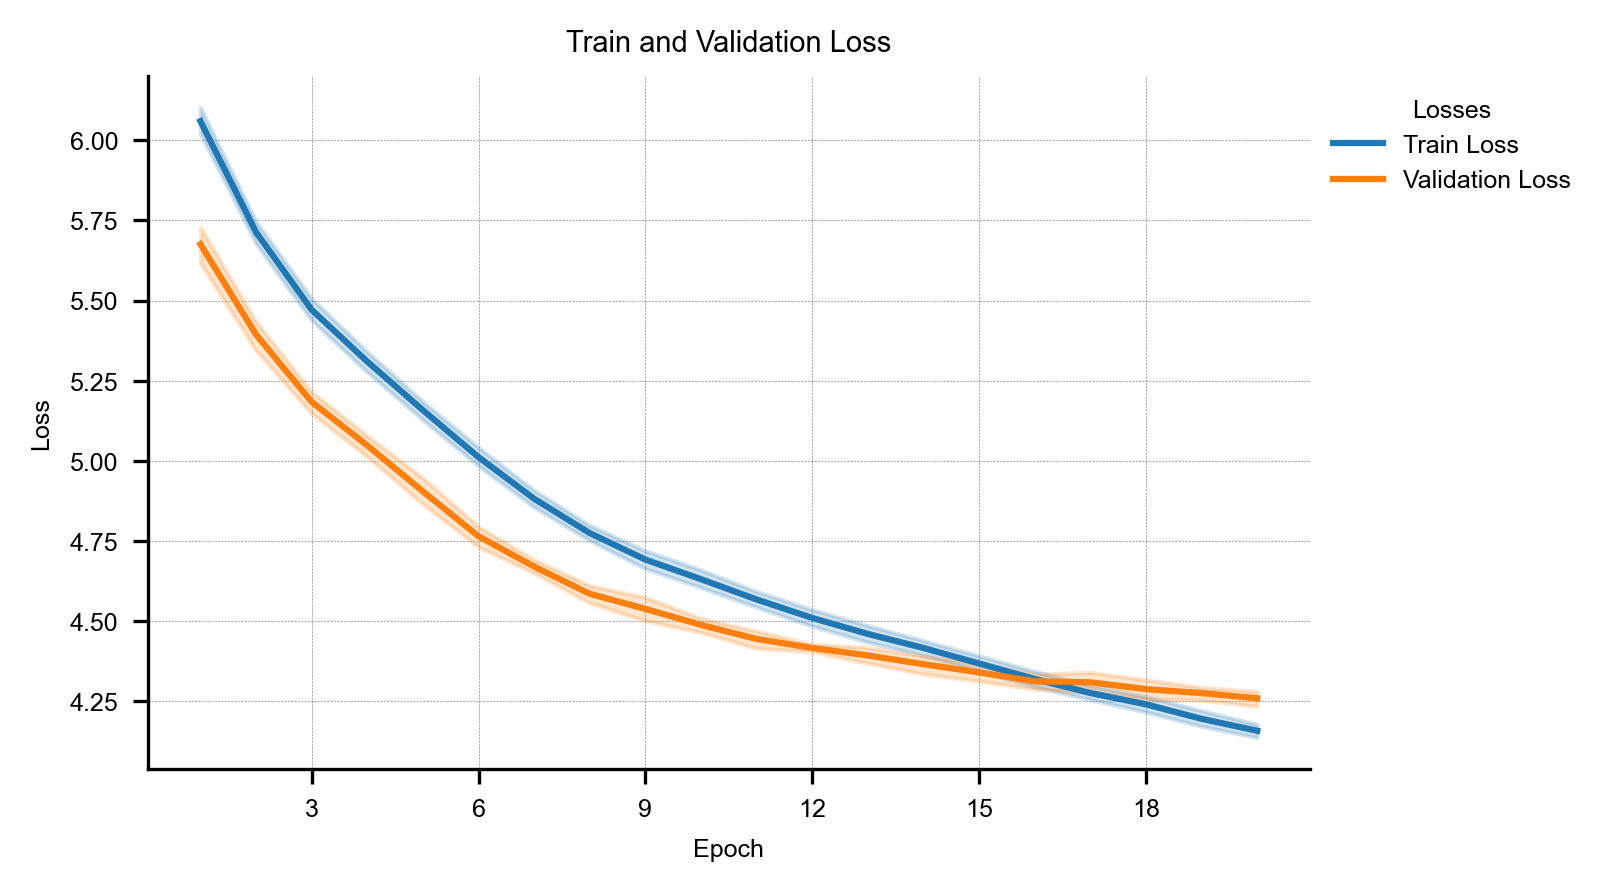 Train and Validation Loss
Losses
Train Loss
Validation Loss
6.00
5.75
5.50
5.25
5.00
4.75
4.50
4.25
Loss
3 6 9 12 15 18
Epoch